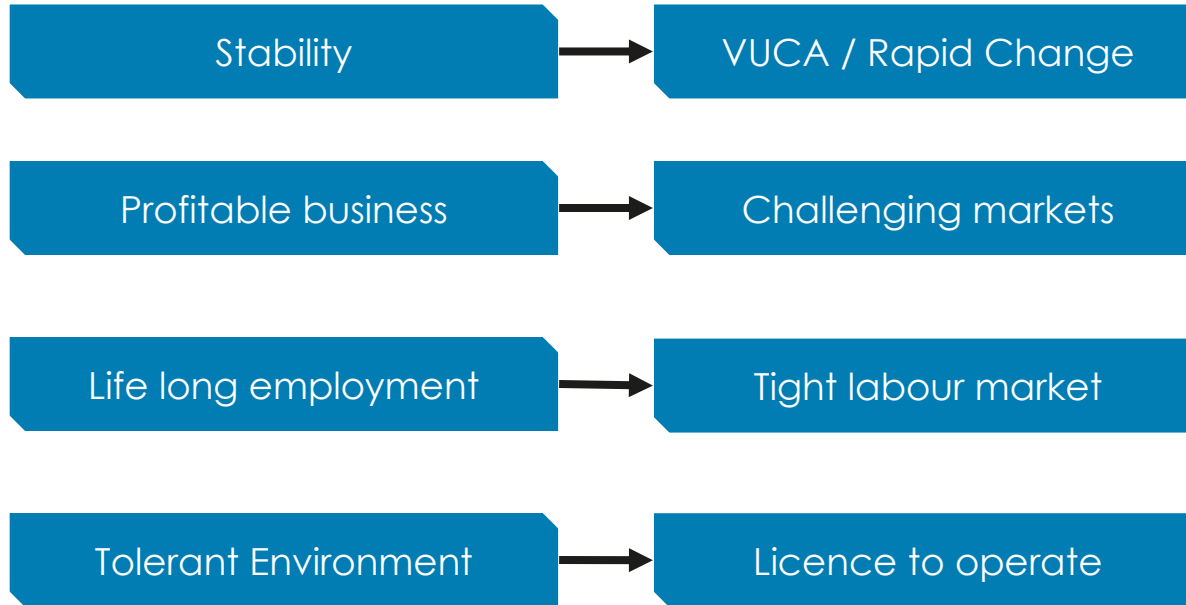 Stability
VUCA / Rapid Change
Profitable business
Challenging markets
Life long employment
Tight labour market
Tolerant Environment
Licence to operate